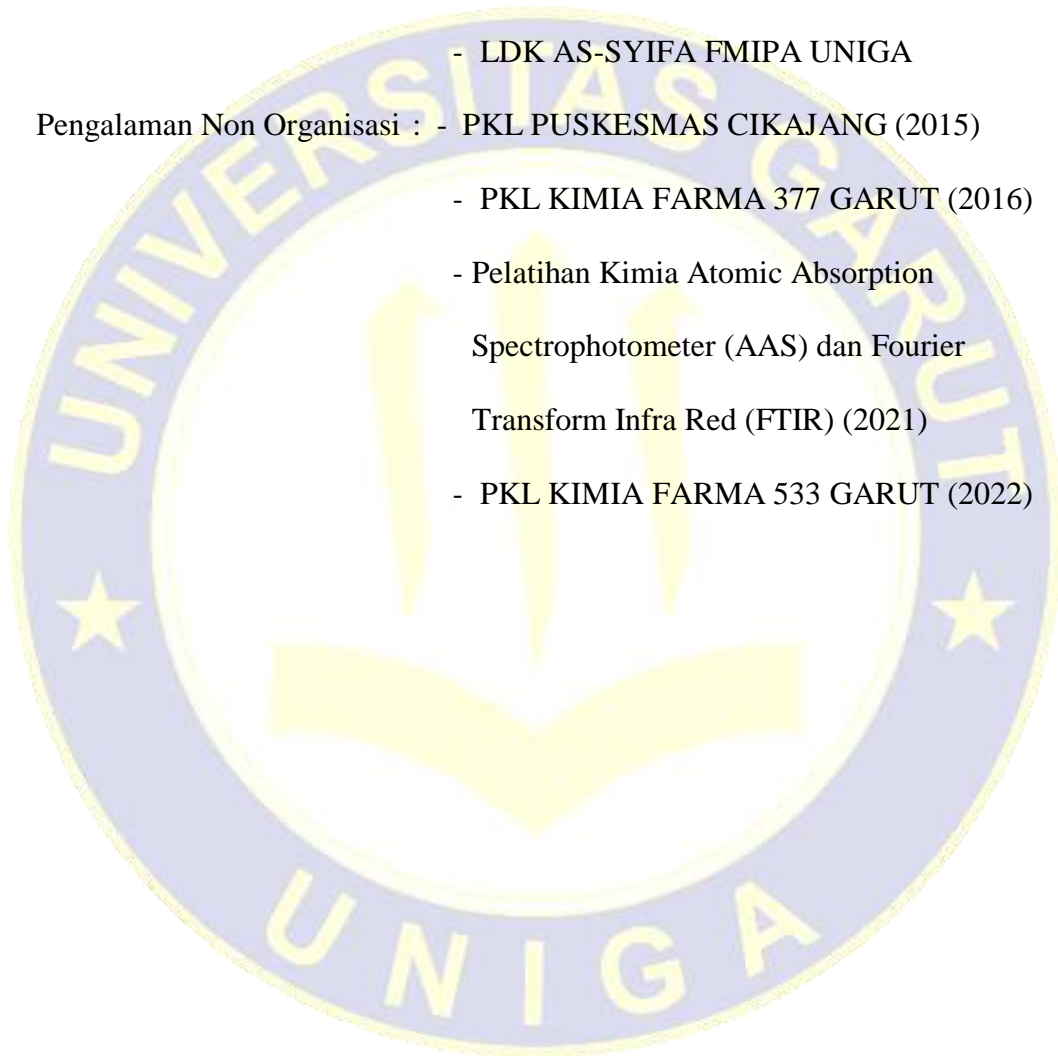 - LDK AS-SYIFA FMIPA UNIGA
Pengalaman Non Organisasi : - PKL PUSKESMAS CIKAJANG (2015)
- PKL KIMIA FARMA 377 GARUT (2016)
- Pelatihan Kimia Atomic Absorption
Spectrophotometer (AAS) dan Fourier
Transform Infra Red (FTIR) (2021)
- PKL KIMIA FARMA 533 GARUT (2022)
UNIVERSITAS GARUT
UNIGA